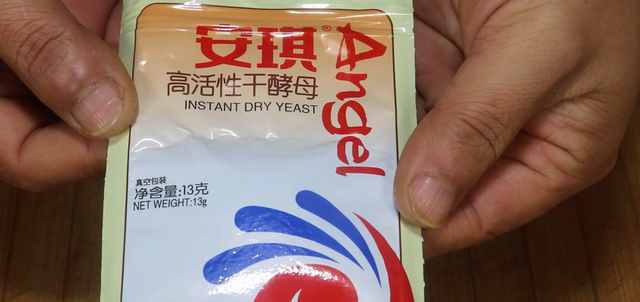 安琪®
Angel
高活性干酵母
INSTANT DRY YEAST
真空包装
净含量:13克
NET WEIGHT:13g